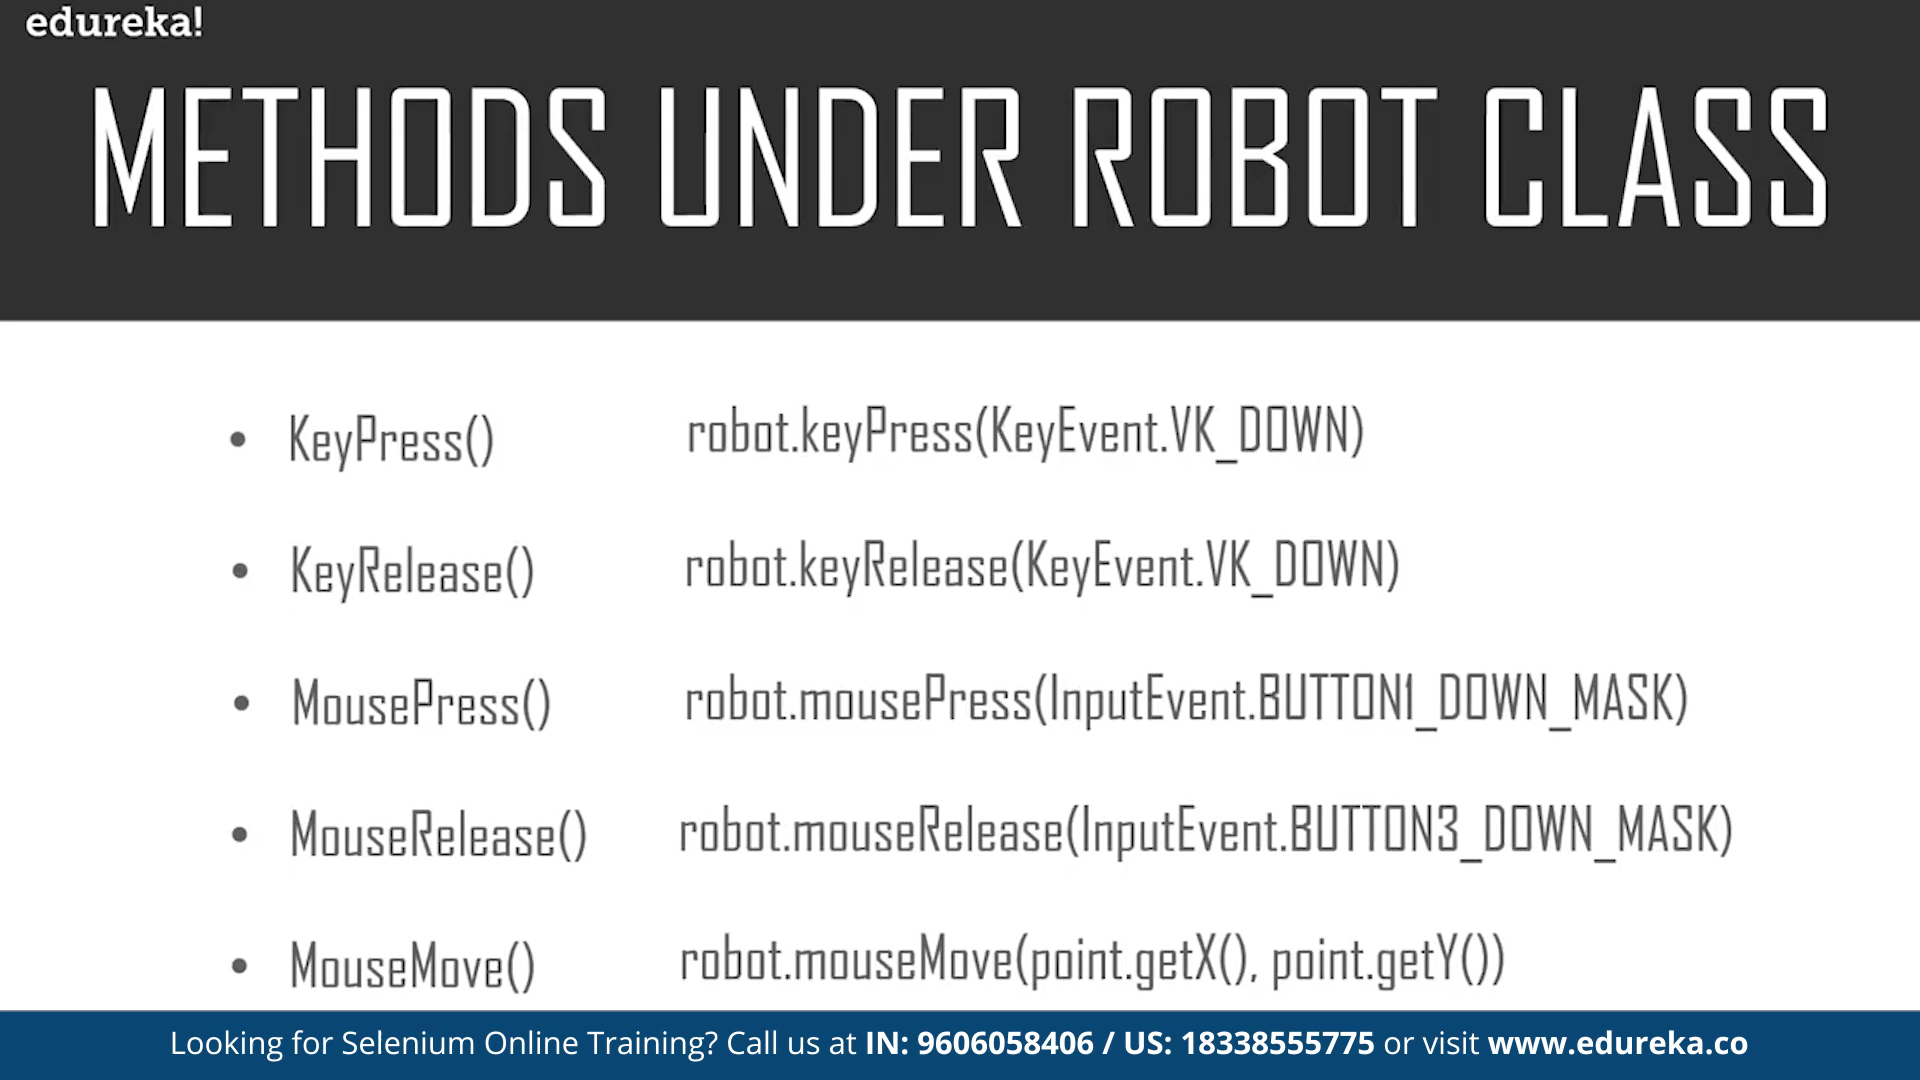 edureka!
METHODS UNDER ROBOT CLASS
• KeyPress() robot.keyPress(KeyEvent.VK_DOWN)
• KeyRelease() robot.keyRelease(KeyEvent.VK_DOWN)
• MousePress() robot.mousePress(InputEvent.BUTTON1_DOWN_MASK)
• MouseRelease() robot.mouseRelease(InputEvent.BUTTON3_DOWN_MASK)
• MouseMove() robot.mouseMove(point.getX(), point.getY())
Looking for Selenium Online Training? Call us at IN: 9606058406 / US: 18338555775 or visit www.edureka.co